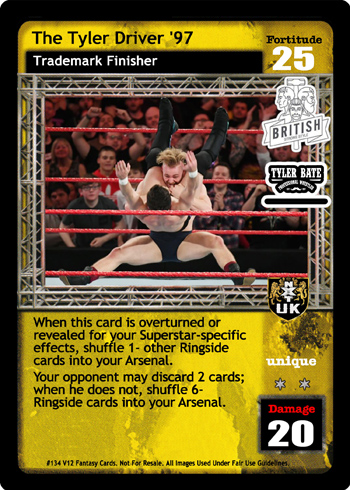 The Tyler Driver '97
Fortitude
25
Trademark Finisher
BRITISH
TYLER BATE
NXT
UK
When this card is overturned or
revealed for your Superstar-specific
effects, shuffle 1- other Ringside
cards into your Arsenal.
Your opponent may discard 2 cards;
when he does not, shuffle 6-
Ringside cards into your Arsenal.
unique
Damage
20
#134 V12 Fantasy Cards. Not For Resale. All Images Used Under Fair Use Guidelines.